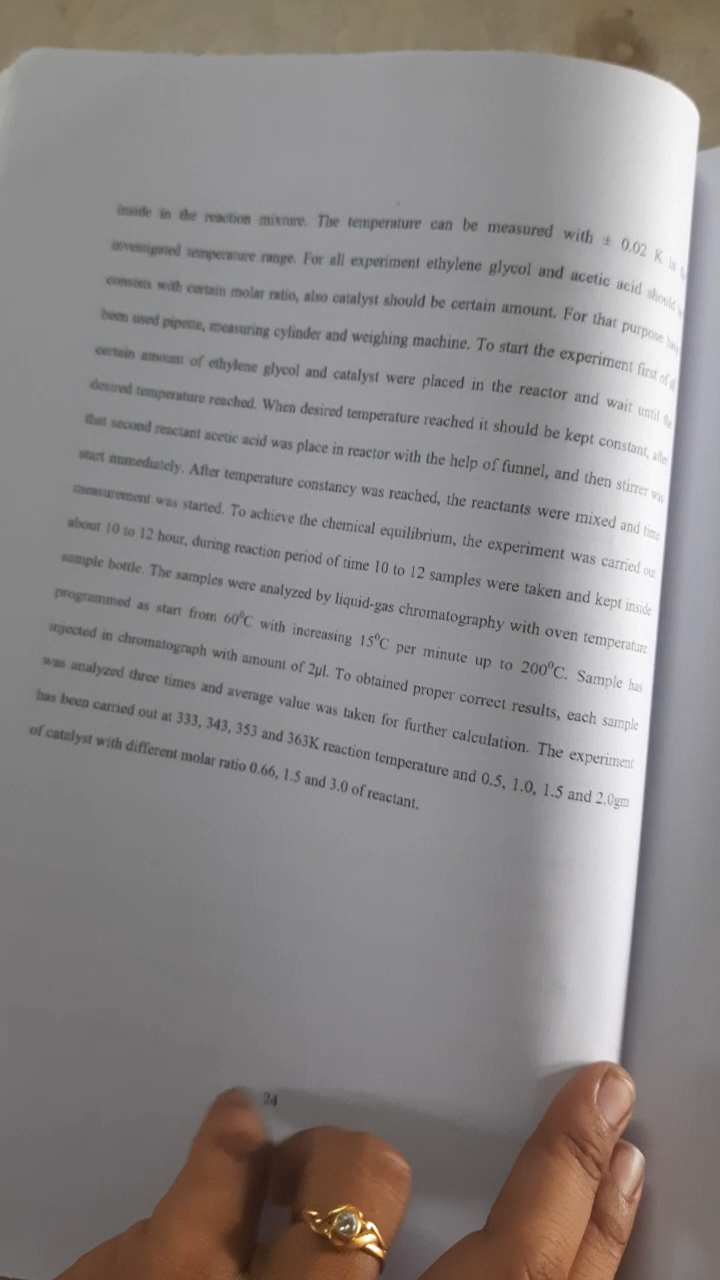 inside in the reaction mixture. The temperature can be measured with ± 0.02 K in
investigated temperature range. For all experiment ethylene glycol and acetic acid should
consists with certain molar ratio, also catalyst should be certain amount. For that purpose have
been used pipette, measuring cylinder and weighing machine. To start the experiment first of all
certain amount of ethylene glycol and catalyst were placed in the reactor and wait until the
desired temperature reached. When desired temperature reached it should be kept constant, after
that second reactant acetic acid was place in reactor with the help of funnel, and then stirrer was
start immediately. After temperature constancy was reached, the reactants were mixed and time
measurement was started. To achieve the chemical equilibrium, the experiment was carried out
about 10 to 12 hour, during reaction period of time 10 to 12 samples were taken and kept inside
sample bottle. The samples were analyzed by liquid-gas chromatography with oven temperature
programmed as start from 60⁰C with increasing 15⁰C per minute up to 200⁰C. Sample has
injected in chromatograph with amount of 2μl. To obtained proper correct results, each sample
was analyzed three times and average value was taken for further calculation. The experiment
has been carried out at 333, 343, 353 and 363K reaction temperature and 0.5, 1.0, 1.5 and 2.0gm
of catalyst with different molar ratio 0.66, 1.5 and 3.0 of reactant.
24